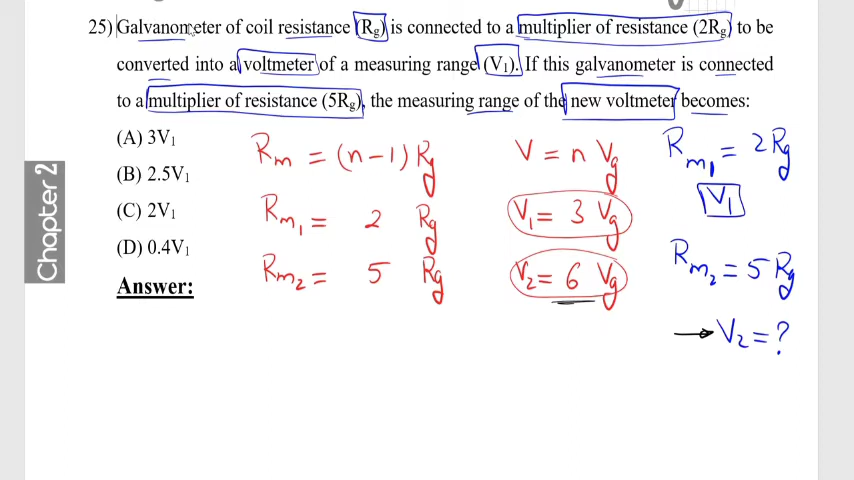 25) Galvanometer of coil resistance (Rg) is connected to a multiplier of resistance (2Rg) to be
converted into a voltmeter of a measuring range (V1). If this galvanometer is connected
to a multiplier of resistance (5Rg), the measuring range of the new voltmeter becomes:
(A) 3V1
(B) 2.5V1
(C) 2V1
(D) 0.4V1
Answer:
Chapter 2
Rm = (n-1) Rg
Rm1 = 2 Rg
Rm2 = 5 Rg
V = n Vg
V1 = 3 Vg
V2 = 6 Vg
Rm1 = 2Rg
V1
Rm2 = 5 Rg
→ V2 = ?